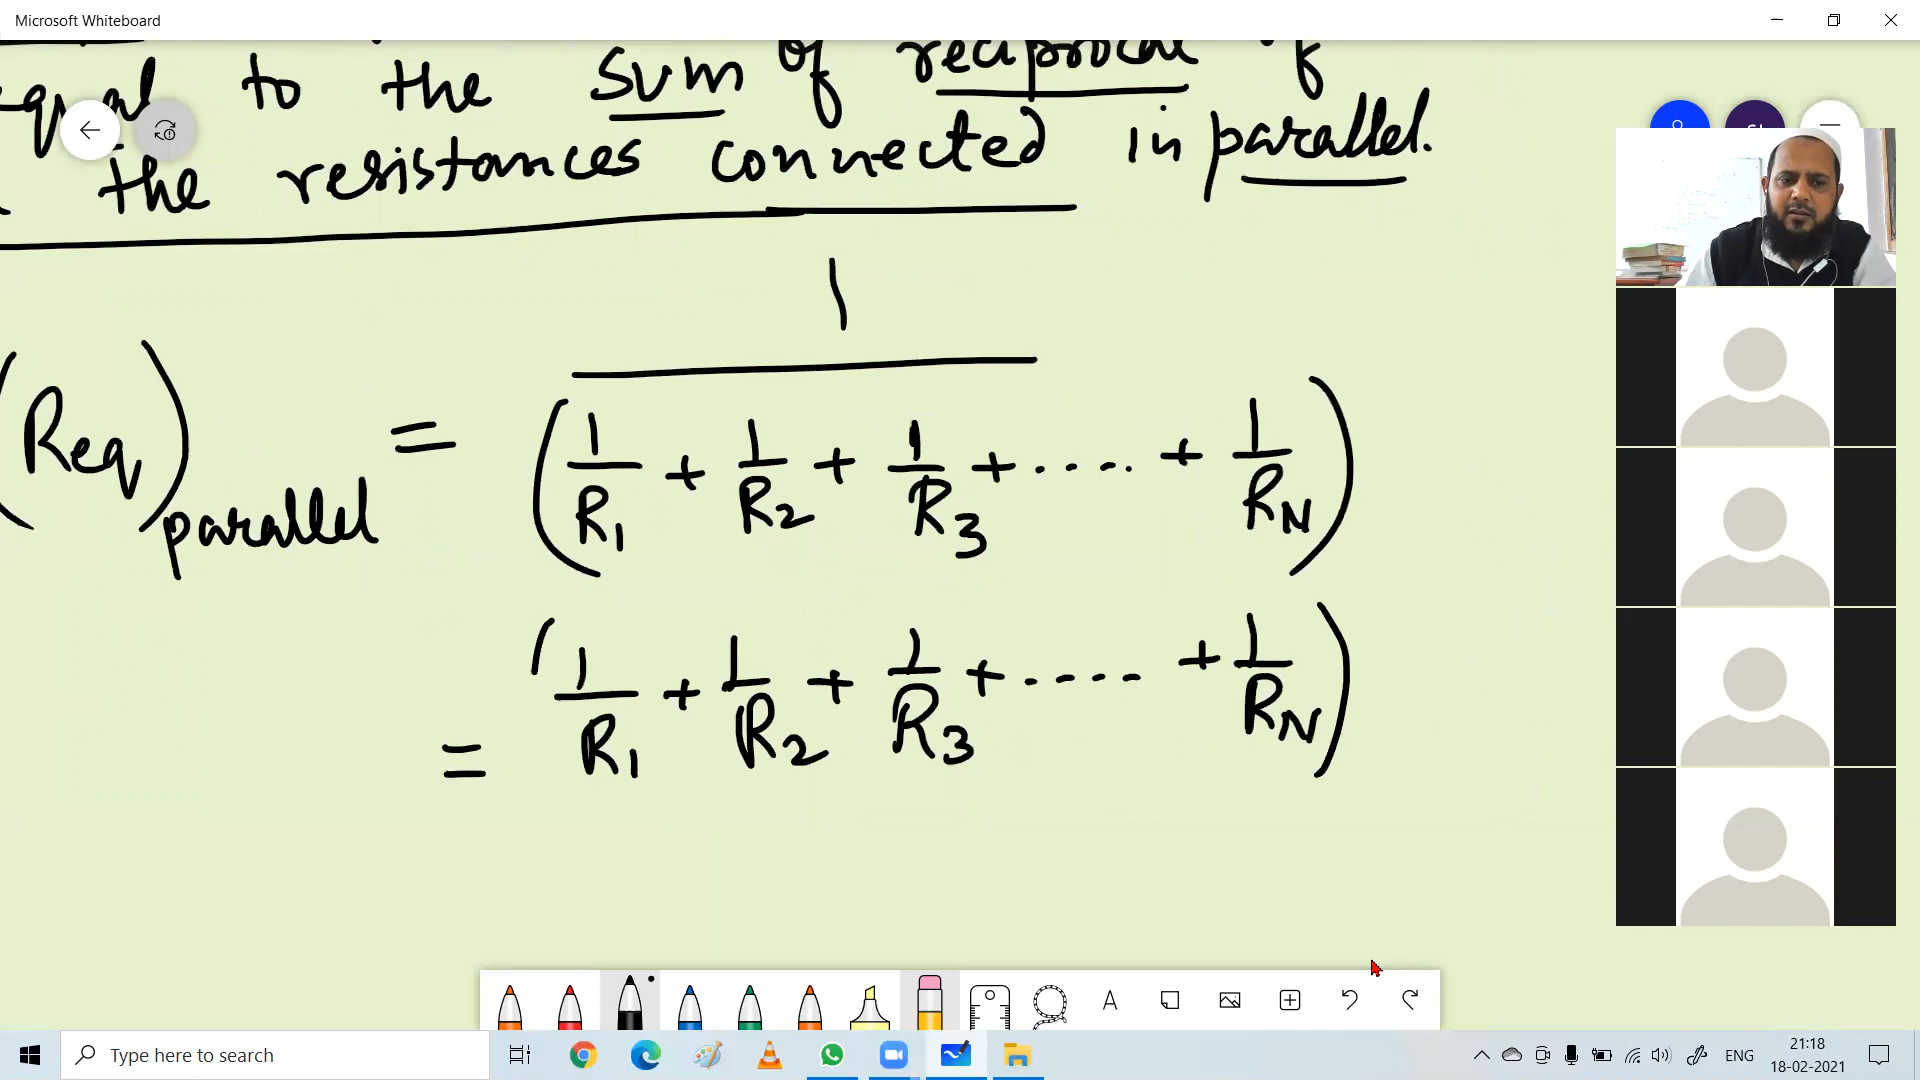 Microsoft Whiteboard
equal to the sum of reciprocal of
the resistances connected in parallel.
(Req)parallel = 1 / (1/R1 + 1/R2 + 1/R3 + .... + 1/RN)
= (1/R1 + 1/R2 + 1/R3 + .... + 1/RN)
A
Type here to search
ENG
21:18
18-02-2021